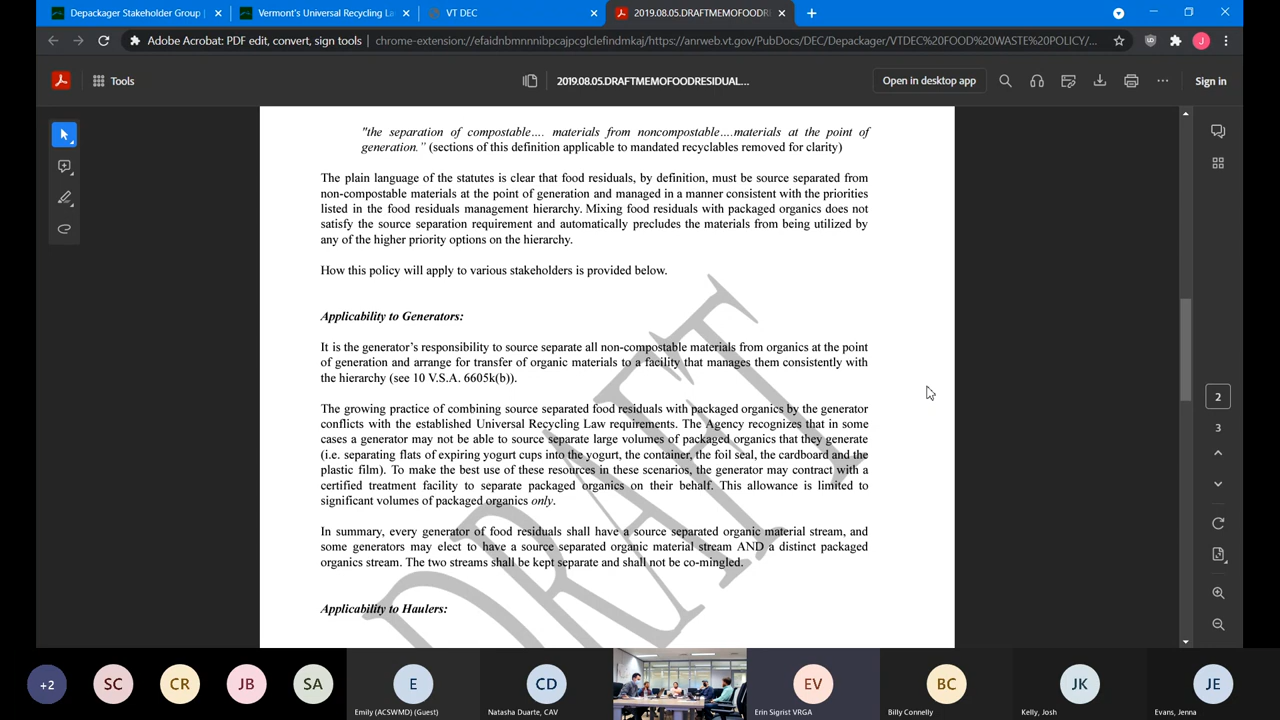 Depackager Stakeholder Group |
Vermont's Universal Recycling La
VT DEC
2019.08.05.DRAFTMEMOFOODRE
Adobe Acrobat: PDF edit, convert, sign tools
chrome-extension://efaidnbmnnnibpcajpcglclefindmkaj/https://anrweb.vt.gov/PubDocs/DEC/Depackager/VTDEC%20FOOD%20WASTE%20POLICY/...
J
Tools
2019.08.05.DRAFTMEMOFOODRESIDUAL...
Open in desktop app
Sign in
"the separation of compostable…. materials from noncompostable….materials at the point of
generation." (sections of this definition applicable to mandated recyclables removed for clarity)
The plain language of the statutes is clear that food residuals, by definition, must be source separated from
non-compostable materials at the point of generation and managed in a manner consistent with the priorities
listed in the food residuals management hierarchy. Mixing food residuals with packaged organics does not
satisfy the source separation requirement and automatically precludes the materials from being utilized by
any of the higher priority options on the hierarchy.
How this policy will apply to various stakeholders is provided below.
Applicability to Generators:
It is the generator's responsibility to source separate all non-compostable materials from organics at the point
of generation and arrange for transfer of organic materials to a facility that manages them consistently with
the hierarchy (see 10 V.S.A. 6605k(b)).
The growing practice of combining source separated food residuals with packaged organics by the generator
conflicts with the established Universal Recycling Law requirements. The Agency recognizes that in some
cases a generator may not be able to source separate large volumes of packaged organics that they generate
(i.e. separating flats of expiring yogurt cups into the yogurt, the container, the foil seal, the cardboard and the
plastic film). To make the best use of these resources in these scenarios, the generator may contract with a
certified treatment facility to separate packaged organics on their behalf. This allowance is limited to
significant volumes of packaged organics only.
In summary, every generator of food residuals shall have a source separated organic material stream, and
some generators may elect to have a source separated organic material stream AND a distinct packaged
organics stream. The two streams shall be kept separate and shall not be co-mingled.
Applicability to Haulers:
DRAFT
2
3
+2
SC
CR
JB
SA
E
CD
EV
BC
JK
JE
Emily (ACSWMD) (Guest)
Natasha Duarte, CAV
Erin Sigrist VRGA
Billy Connelly
Kelly, Josh
Evans, Jenna